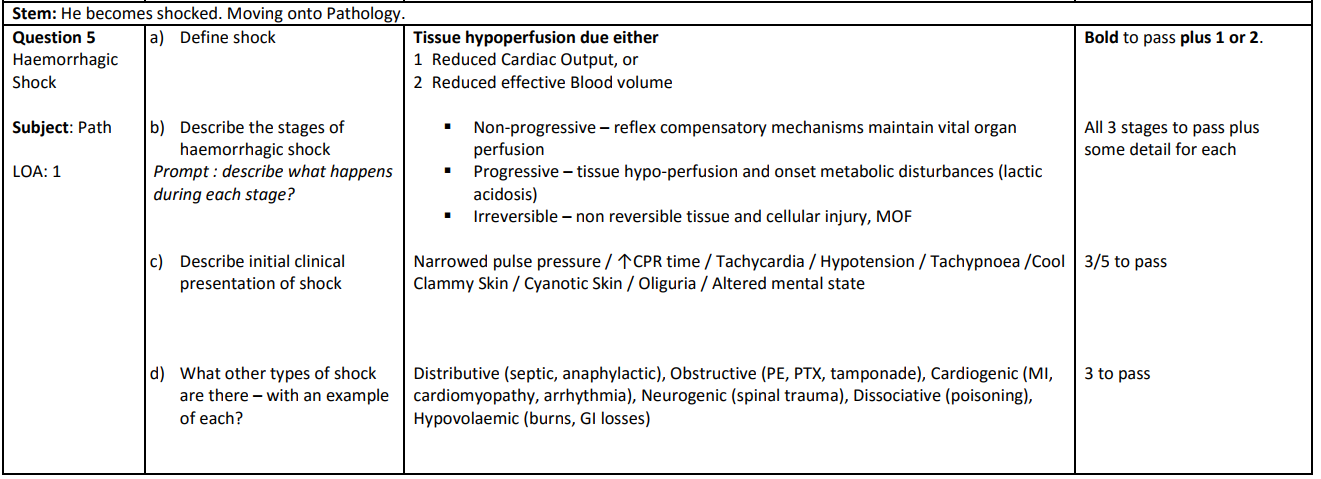 Stem: He becomes shocked. Moving onto Pathology.
Question 5
Haemorrhagic
Shock
Subject: Path
LOA: 1
a) Define shock
Tissue hypoperfusion due either
1 Reduced Cardiac Output, or
2 Reduced effective Blood volume
Bold to pass plus 1 or 2.
b) Describe the stages of
haemorrhagic shock
Prompt : describe what happens
during each stage?
▪ Non-progressive – reflex compensatory mechanisms maintain vital organ
perfusion
▪ Progressive – tissue hypo-perfusion and onset metabolic disturbances (lactic
acidosis)
▪ Irreversible – non reversible tissue and cellular injury, MOF
All 3 stages to pass plus
some detail for each
c) Describe initial clinical
presentation of shock
Narrowed pulse pressure / ↑CPR time / Tachycardia / Hypotension / Tachypnoea /Cool
Clammy Skin / Cyanotic Skin / Oliguria / Altered mental state
3/5 to pass
d) What other types of shock
are there – with an example
of each?
Distributive (septic, anaphylactic), Obstructive (PE, PTX, tamponade), Cardiogenic (MI,
cardiomyopathy, arrhythmia), Neurogenic (spinal trauma), Dissociative (poisoning),
Hypovolaemic (burns, GI losses)
3 to pass